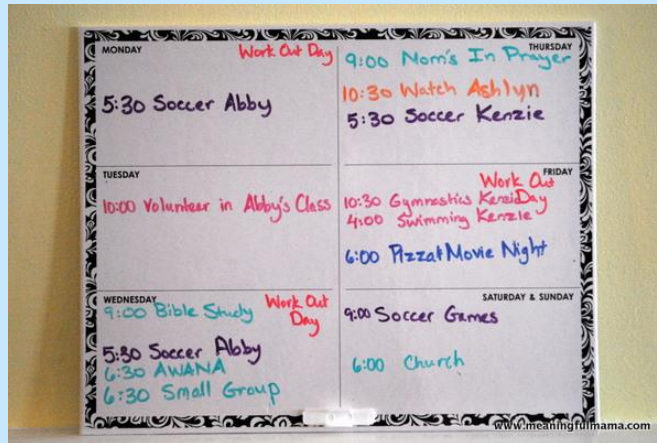 MONDAY
Work Out Day
5:30 Soccer Abby
TUESDAY
10:00 Volunteer in Abby's Class
WEDNESDAY
9:00 Bible Study
Work Out
Day
5:30 Soccer Abby
6:30 AWANA
6:30 Small Group
THURSDAY
9:00 Mom's In Prayer
10:30 Watch Ashlyn
5:30 Soccer Kenzie
FRIDAY
Work Out
Day
10:30 Gymnastics Kenzi
4:00 Swimming Kenzie
6:00 Pizza & Movie Night
SATURDAY & SUNDAY
9:00 Soccer Games
6:00 Church
www.meaningfulmama.com